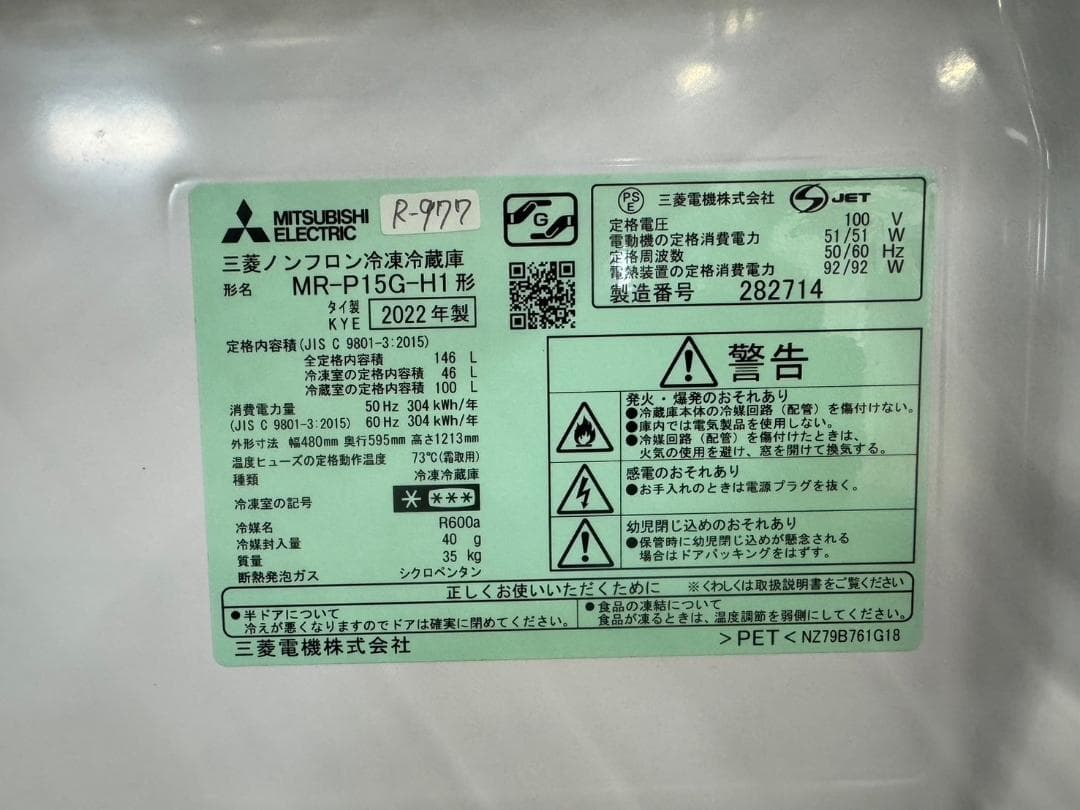 MITSUBISHI
ELECTRIC
R-977
G
三菱ノンフロン冷凍冷蔵庫
形名 MR-P15G-H1形
タイ製
KYE 2022年製
定格内容積(JIS C 9801-3:2015)
全定格内容積 146 L
冷凍室の定格内容積 46 L
冷蔵室の定格内容積 100 L
消費電力量 50Hz 304kWh/年
(JIS C 9801-3:2015) 60Hz 304kWh/年
外形寸法 幅480mm 奥行595mm 高さ1213mm
温度ヒューズの定格動作温度 73℃(霜取用)
種類 冷凍冷蔵庫
冷凍室の記号 * ***
冷媒名 R600a
冷媒封入量 40 g
質量 35 kg
断熱発泡ガス シクロペンタン
PS E 三菱電機株式会社 JET
定格電圧 100 V
電動機の定格消費電力 51/51 W
定格周波数 50/60 Hz
電熱装置の定格消費電力 92/92 W
製造番号 282714
警告
発火・爆発のおそれあり
●冷蔵庫本体の冷媒回路(配管)を傷付けない。
●庫内では電気製品を使用しない。
●冷媒回路(配管)を傷付けたときは、
火気の使用を避け、窓を開けて換気する。
感電のおそれあり
●お手入れのときは電源プラグを抜く。
幼児閉じ込めのおそれあり
●保管時に幼児閉じ込めが懸念される
場合はドアパッキングをはずす。
正しくお使いいただくために ※くわしくは取扱説明書をご覧ください
●半ドアについて
冷えが悪くなりますのでドアは確実に閉めてください。
●食品の凍結について
食品が凍るときは、温度調節を弱側にしてください。
三菱電機株式会社
>PET< NZ79B761G18